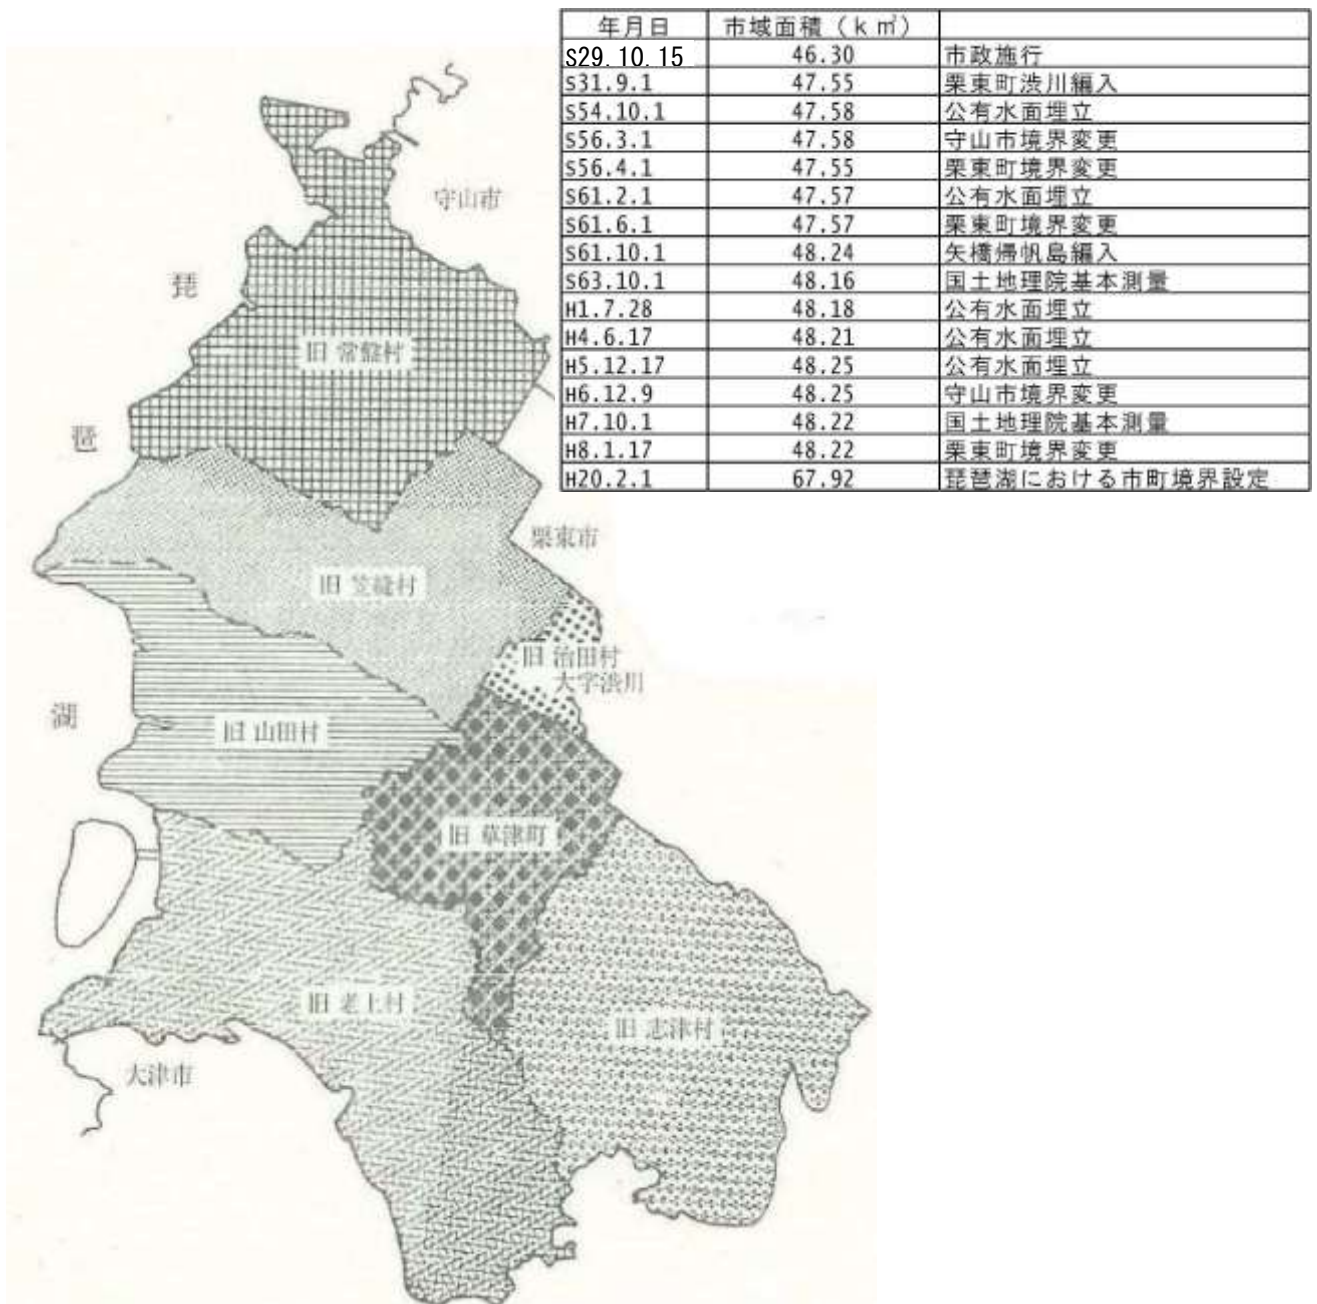 年月日 市域面積（k㎡）
S29.10.15 46.30 市政施行
S31.9.1 47.55 栗東町渋川編入
S54.10.1 47.58 公有水面埋立
S56.3.1 47.58 守山市境界変更
S56.4.1 47.55 栗東町境界変更
S61.2.1 47.57 公有水面埋立
S61.6.1 47.57 栗東町境界変更
S61.10.1 48.24 矢橋帰帆島編入
S63.10.1 48.16 国土地理院基本測量
H1.7.28 48.18 公有水面埋立
H4.6.17 48.21 公有水面埋立
H5.12.17 48.25 公有水面埋立
H6.12.9 48.25 守山市境界変更
H7.10.1 48.22 国土地理院基本測量
H8.1.17 48.22 栗東町境界変更
H20.2.1 67.92 琵琶湖における市町境界設定
守山市
琵
旧 常盤村
琶
栗東市
旧 笠縫村
旧 治田村
大字渋川
湖
旧 山田村
旧 草津町
旧 老上村
旧 志津村
大津市